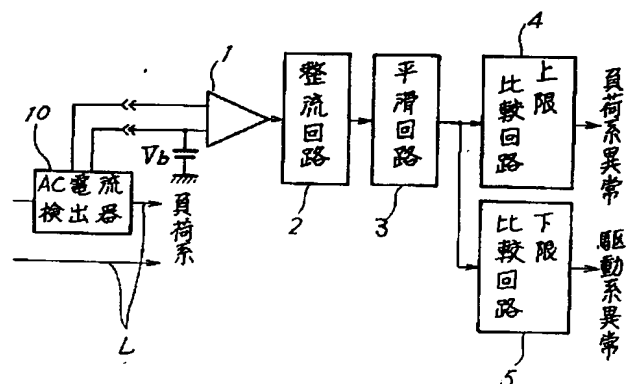 1
10
AC電流
検出器
Vb
負荷系
L
整流回路
2
平滑回路
3
4
上限
比較回路
負荷系異常
下限
比較回路
5
駆動系異常